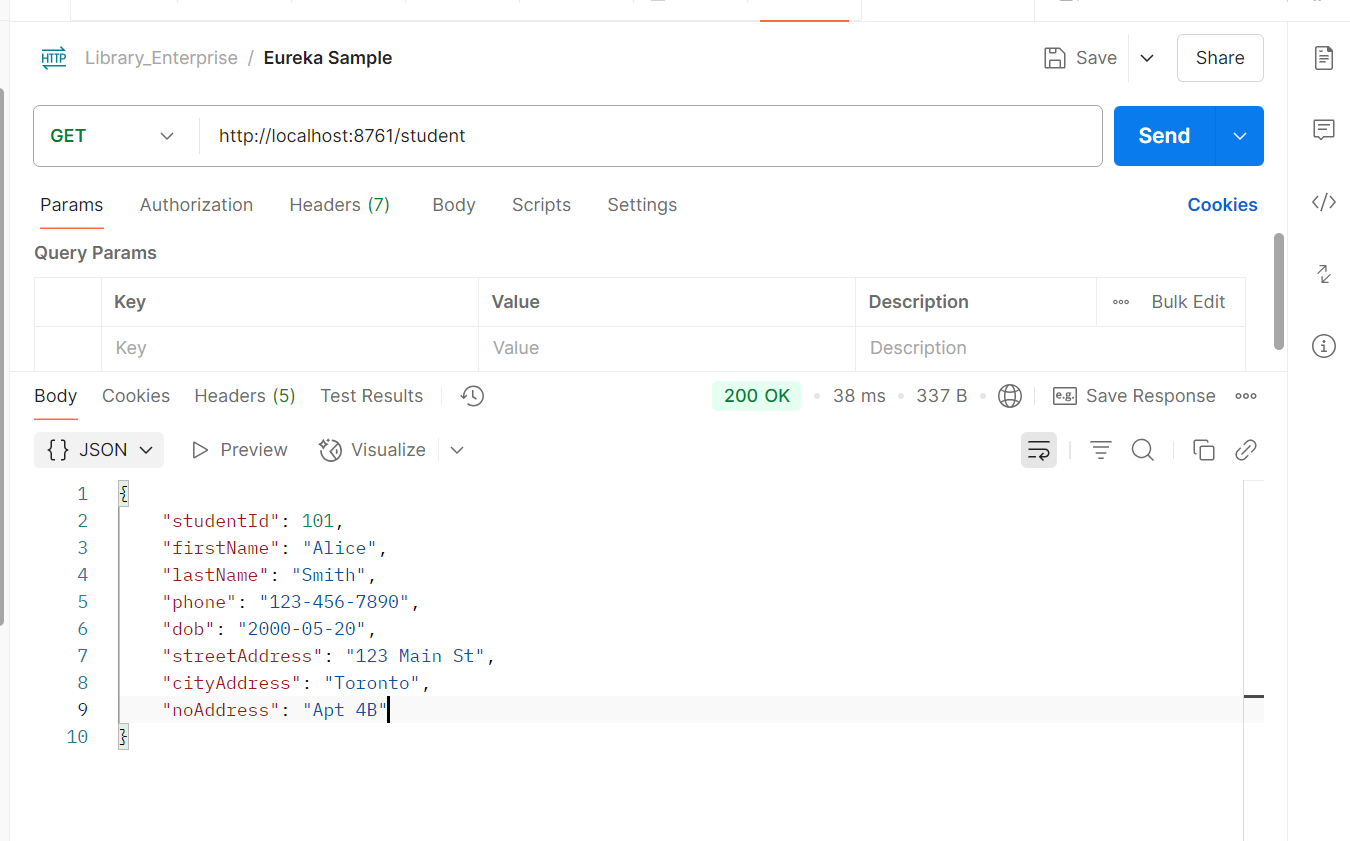 HTTP Library_Enterprise / Eureka Sample Save Share
GET http://localhost:8761/student Send
Params Authorization Headers (7) Body Scripts Settings Cookies
Query Params
Key Value Description Bulk Edit
Key Value Description
Body Cookies Headers (5) Test Results 200 OK 38 ms 337 B e.g. Save Response
{} JSON Preview Visualize
1 {
2 "studentId": 101,
3 "firstName": "Alice",
4 "lastName": "Smith",
5 "phone": "123-456-7890",
6 "dob": "2000-05-20",
7 "streetAddress": "123 Main St",
8 "cityAddress": "Toronto",
9 "noAddress": "Apt 4B"
10 }